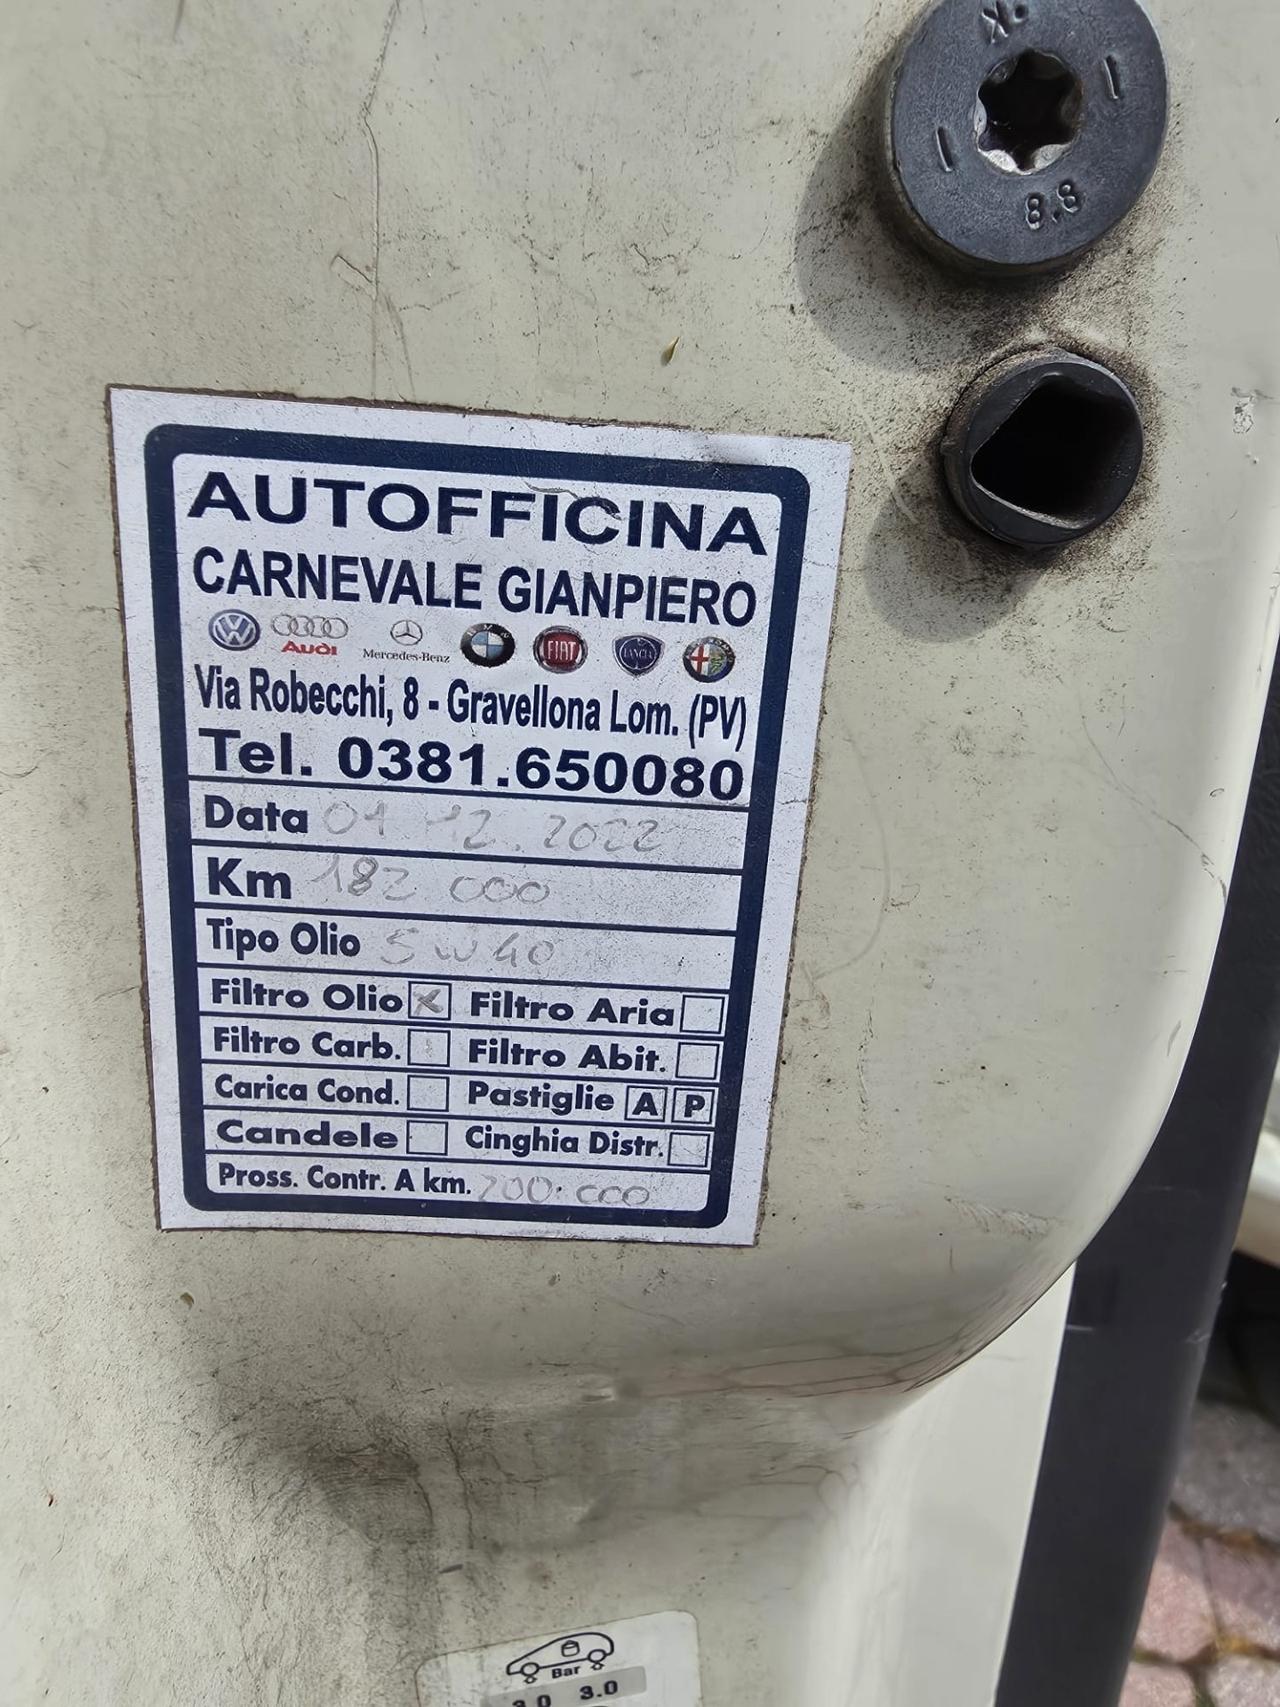 8.8
AUTOFFICINA
CARNEVALE GIANPIERO
Audi Mercedes-Benz BMW FIAT LANCIA
Via Robecchi, 8 - Gravellona Lom. (PV)
Tel. 0381.650080
Data 01 12.2022
Km 182 000
Tipo Olio 5W40
Filtro Olio X Filtro Aria
Filtro Carb. Filtro Abit.
Carica Cond. Pastiglie A P
Candele Cinghia Distr.
Pross. Contr. A km. 200.000
Bar
3.0 3.0